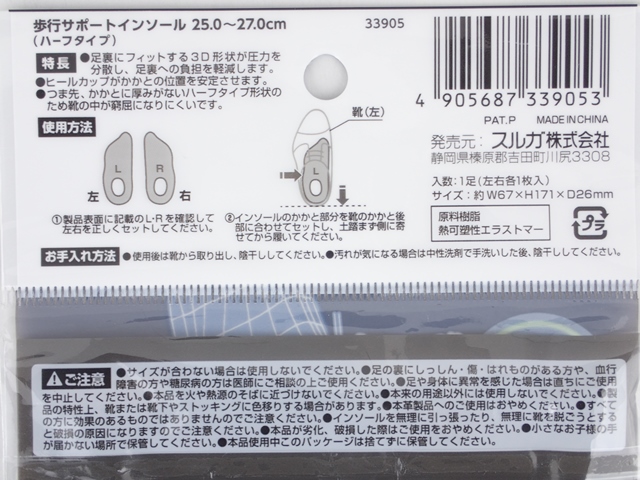 歩行サポートインソール 25.0～27.0cm
(ハーフタイプ)
33905
特長
●足裏にフィットする3D形状が圧力を
分散し、足裏への負担を軽減します。
●ヒールカップがかかとの位置を安定させます。
●つま先、かかとに厚みがないハーフタイプ形状の
ため靴の中が窮屈になりにくいです。
4 905687 339053
PAT.P MADE IN CHINA
発売元: スルガ株式会社
静岡県榛原郡吉田町川尻3308
入数:1足(左右各1枚入)
サイズ:約W67×H171×D26mm
原料樹脂
熱可塑性エラストマー
プラ
使用方法
靴(左)
L R
左 右
L
①製品表面に記載のL・Rを確認して
左右を正しくセットしてください。
②インソールのかかと部分を靴のかかと後
部に合わせてセットし、土踏まず側に寄
せてから履いてください。
お手入れ方法 ●使用後は靴から取り出し、陰干ししてください。●汚れが気になる場合は中性洗剤で手洗いした後、陰干ししてください。
ご注意
●サイズが合わない場合は使用しないでください。●足の裏にしっしん・傷・はれものがある方や、血行
障害の方や糖尿病の方は医師にご相談の上ご使用ください。●足や身体に異常を感じた場合は直ちにご使用
を中止してください。●本品を火や熱源のそばに近づけないでください。●本来の用途以外には使用しないでください。●製
品の特性上、靴または靴下やストッキングに色移りする場合があります。●本革製品へのご使用はおやめください。●すべて
の方に効果のあるものではありませんのでご注意ください。●インソールを無理に引っ張ったり、無理に靴を脱ごうとすると
破損の原因になりますのでおやめください。●本品が劣化、破損した際はご使用をおやめください。●小さなお子様の手
が届かない場所で保管してください。●本品使用中このパッケージは捨てずに保管してください。